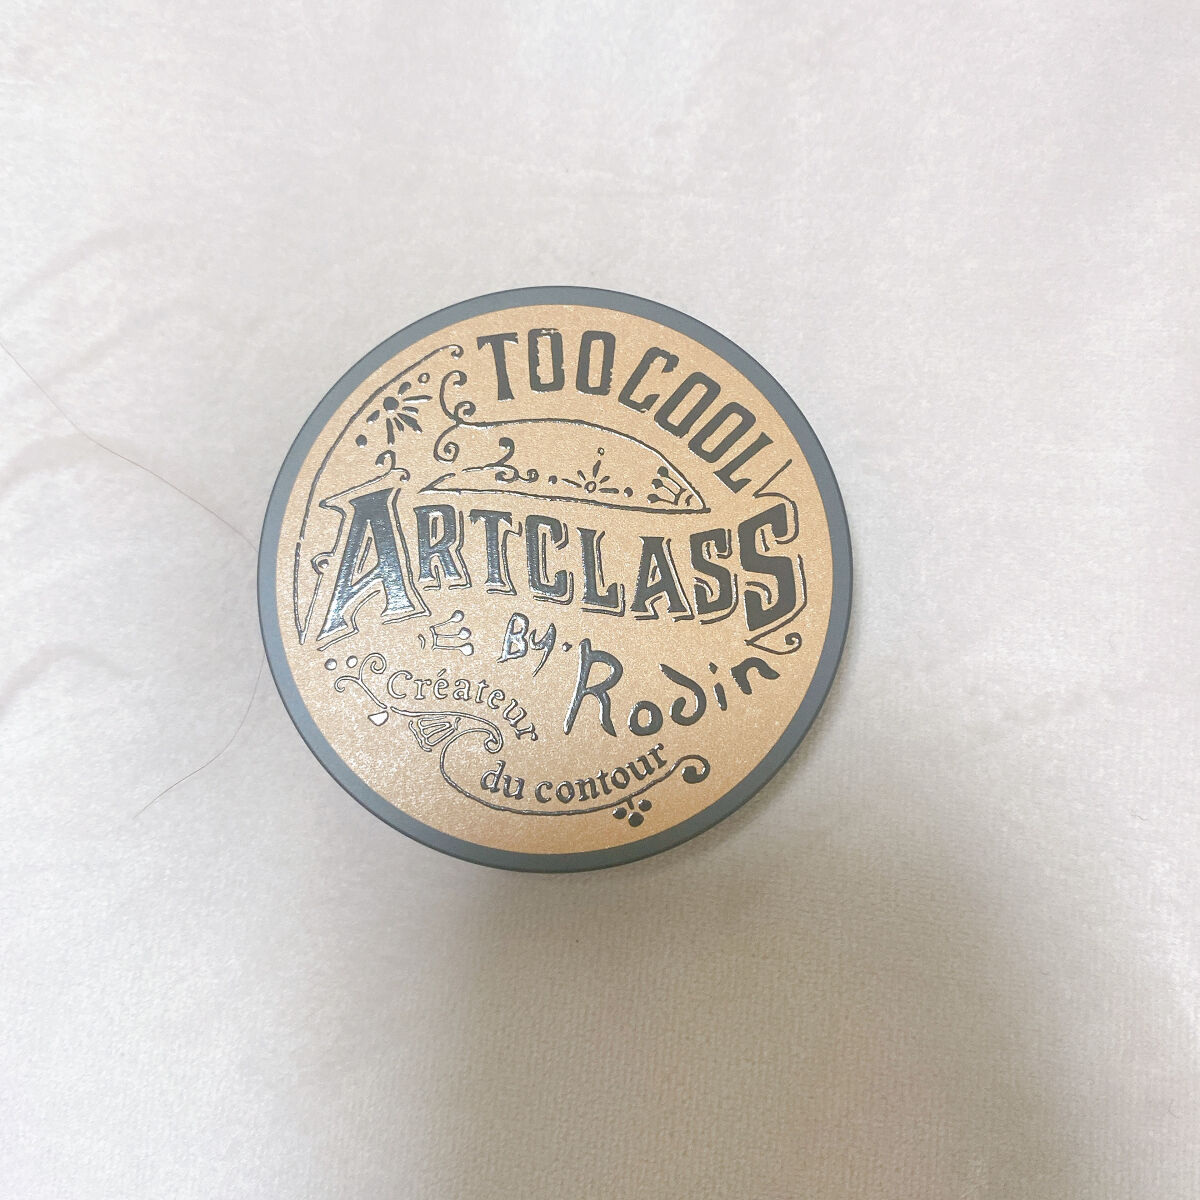 TOO COOL
ARTCLASS
By. Rodin
Créateur
du contour